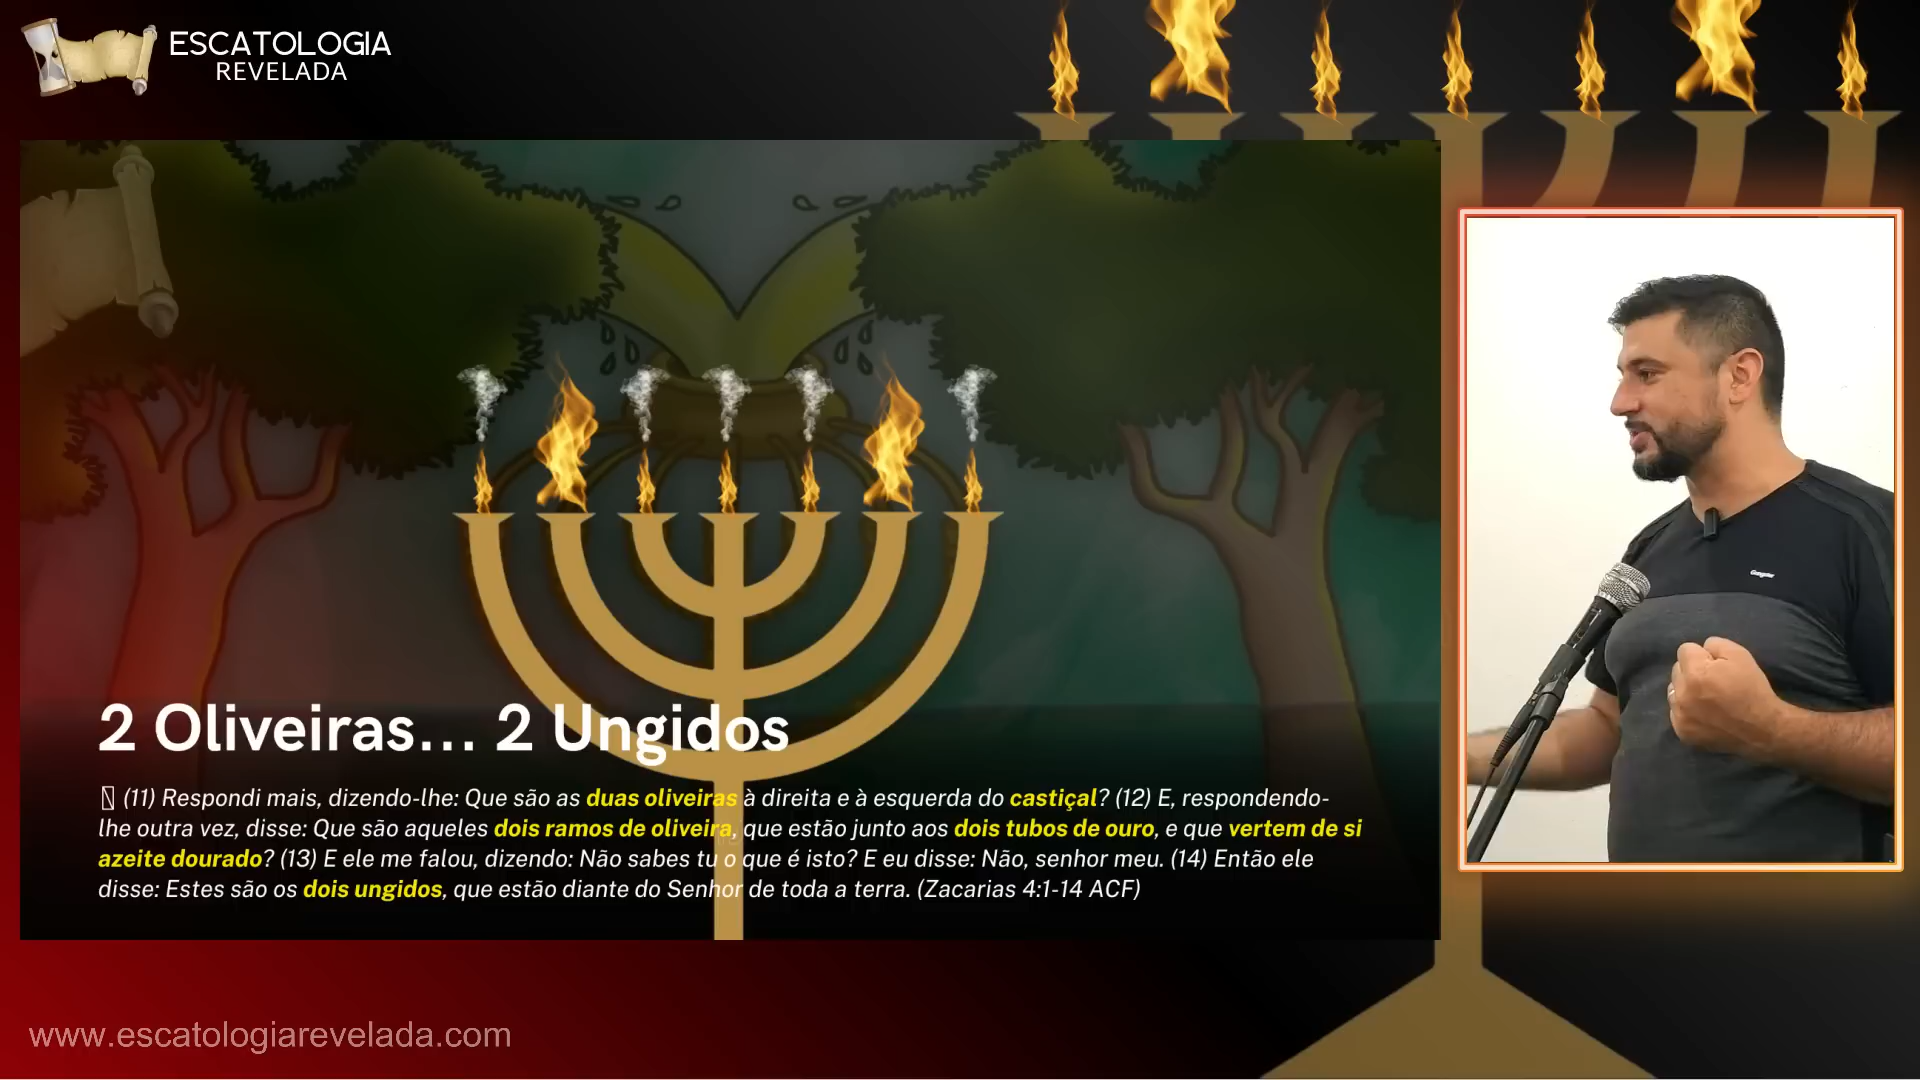 ESCATOLOGIA
REVELADA
2 Oliveiras... 2 Ungidos
(11) Respondi mais, dizendo-lhe: Que são as duas oliveiras à direita e à esquerda do castiçal? (12) E, respondendo-
lhe outra vez, disse: Que são aqueles dois ramos de oliveira, que estão junto aos dois tubos de ouro, e que vertem de si
azeite dourado? (13) E ele me falou, dizendo: Não sabes tu o que é isto? E eu disse: Não, senhor meu. (14) Então ele
disse: Estes são os dois ungidos, que estão diante do Senhor de toda a terra. (Zacarias 4:1-14 ACF)
www.escatologiarevelada.com